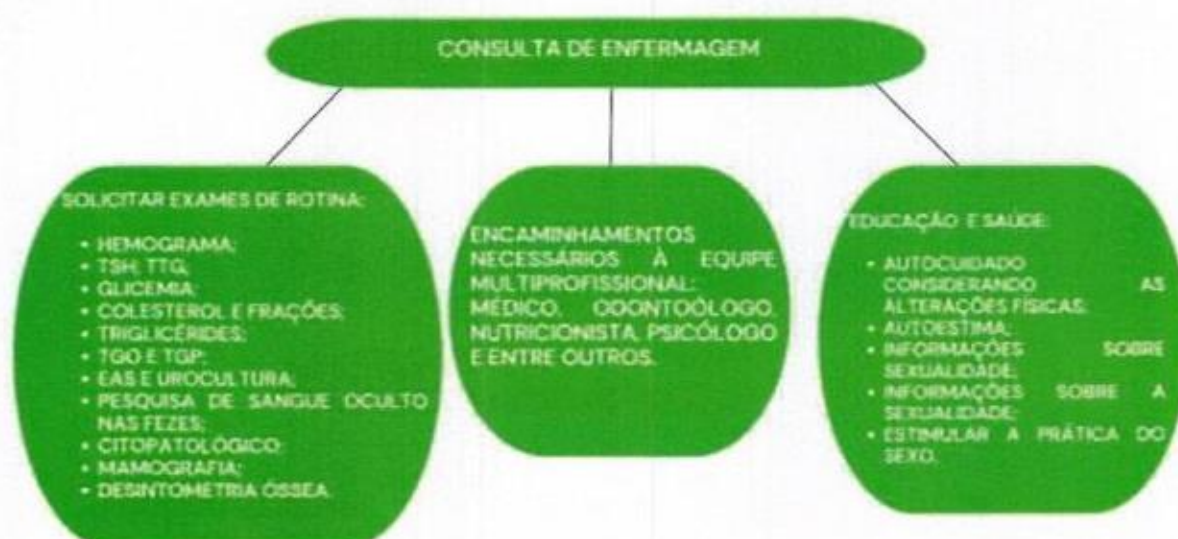 CONSULTA DE ENFERMAGEM
SOLICITAR EXAMES DE ROTINA:
• HEMOGRAMA;
• TSH; TTG;
• GLICEMIA;
• COLESTEROL E FRAÇÕES;
• TRIGLICÉRIDES;
• TGO E TGP;
• EAS E UROCULTURA;
• PESQUISA DE SANGUE OCULTO
NAS FEZES;
• CITOPATOLÓGICO;
• MAMOGRAFIA;
• DESINTOMETRIA ÓSSEA.
ENCAMINHAMENTOS
NECESSÁRIOS À EQUIPE
MULTIPROFISSIONAL:
MÉDICO, ODONTOÓLOGO,
NUTRICIONISTA, PSICÓLOGO
E ENTRE OUTROS.
EDUCAÇÃO E SAÚDE:
• AUTOCUIDADO
CONSIDERANDO AS
ALTERAÇÕES FÍSICAS;
• AUTOESTIMA;
• INFORMAÇÕES SOBRE
SEXUALIDADE;
• INFORMAÇÕES SOBRE A
SEXUALIDADE;
• ESTIMULAR A PRÁTICA DO
SEXO.